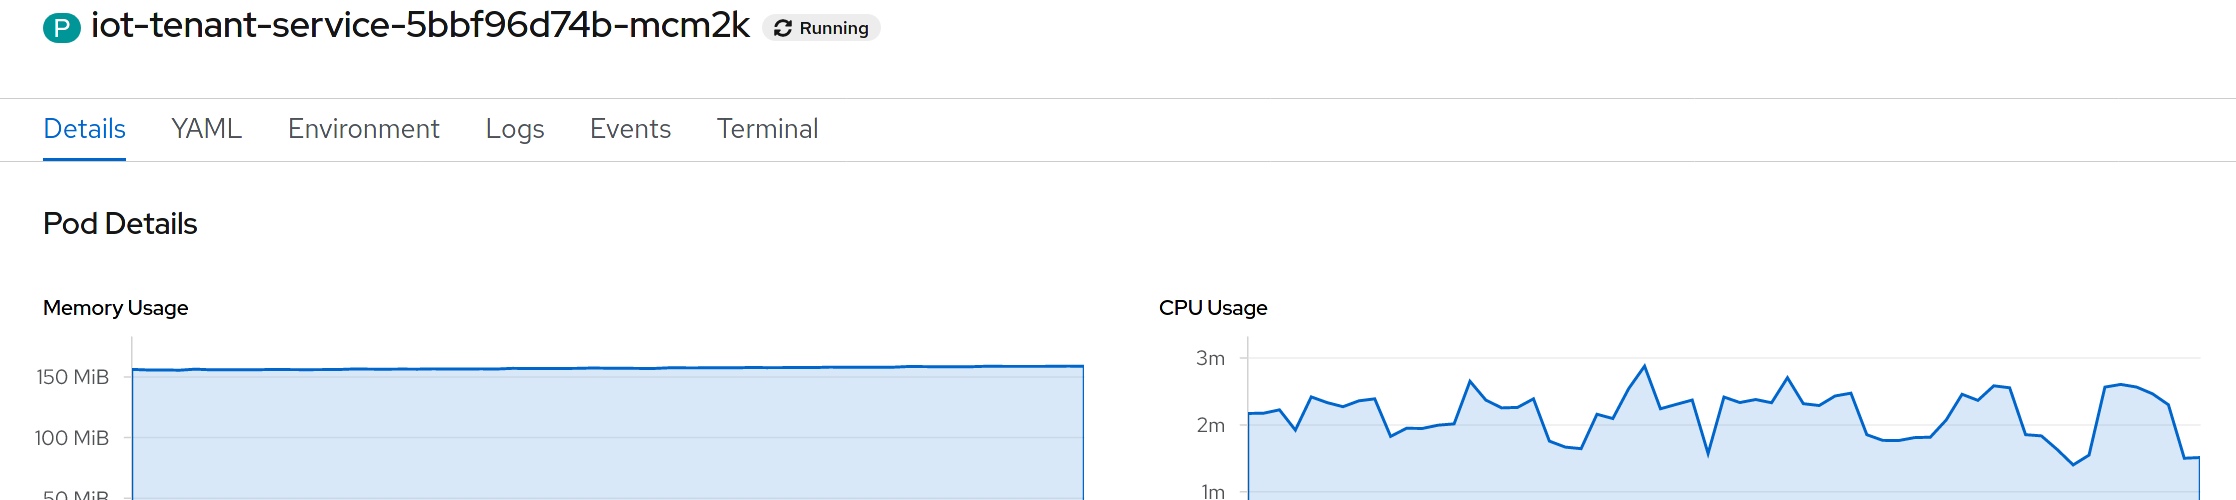 P iot-tenant-service-5bbf96d74b-mcm2k Running
Details YAML Environment Logs Events Terminal
Pod Details
Memory Usage
150 MiB
100 MiB
50 MiB
CPU Usage
3m
2m
1m